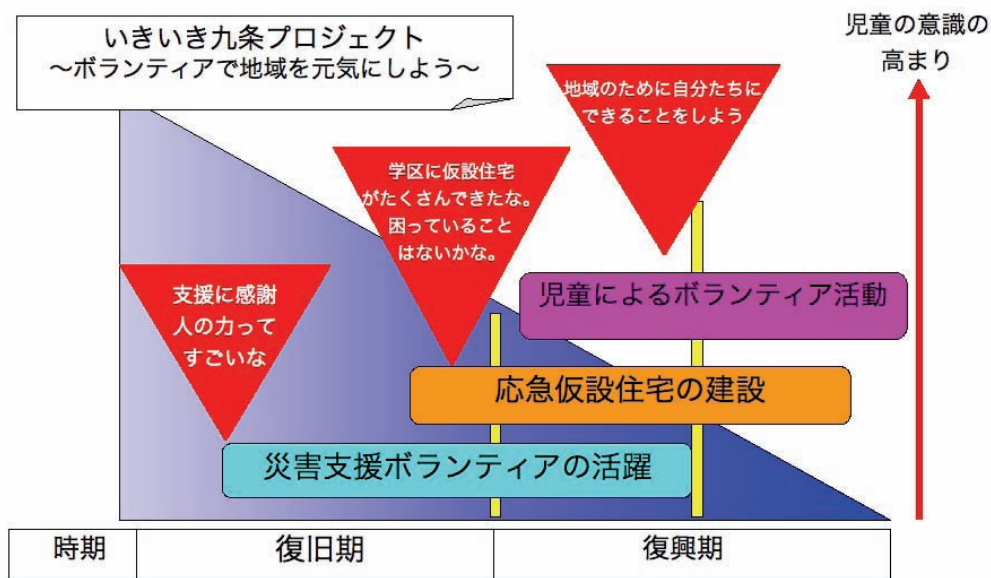 いきいき九条プロジェクト
～ボランティアで地域を元気にしよう～
児童の意識の
高まり
地域のために自分たちに
できることをしよう
学区に仮設住宅
がたくさんできたな。
困っていること
はないかな。
支援に感謝
人の力って
すごいな
児童によるボランティア活動
応急仮設住宅の建設
災害支援ボランティアの活躍
時期
復旧期
復興期